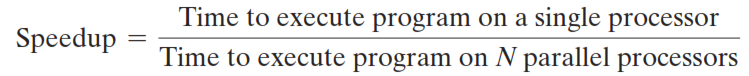 Speedup = Time to execute program on a single processor
Time to execute program on N parallel processors